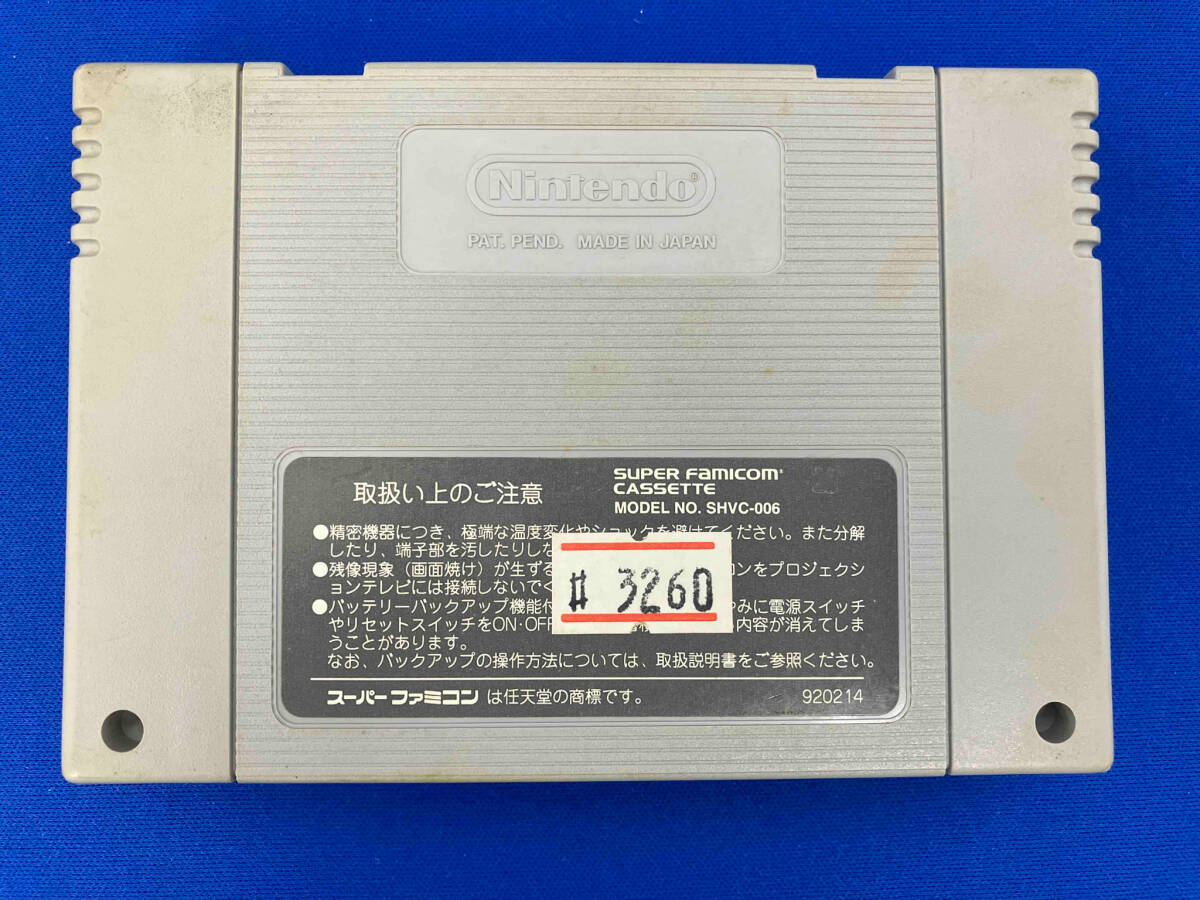 Nintendo®
PAT. PEND. MADE IN JAPAN
取扱い上のご注意
SUPER FAMICOM
CASSETTE
MODEL NO. SHVC-006
●精密機器につき、極端な温度変化やショックを避けてください。また分解
したり、端子部を汚したりしな
●残像現象（画面焼け）が生ずる コンをプロジェクシ
ョンテレビには接続しないでく
●バッテリーバックアップ機能付 やみに電源スイッチ
やリセットスイッチをON·OFF 内容が消えてしま
うことがあります。
なお、バックアップの操作方法については、取扱説明書をご参照ください。
# 3260
スーパーファミコン は任天堂の商標です。 920214